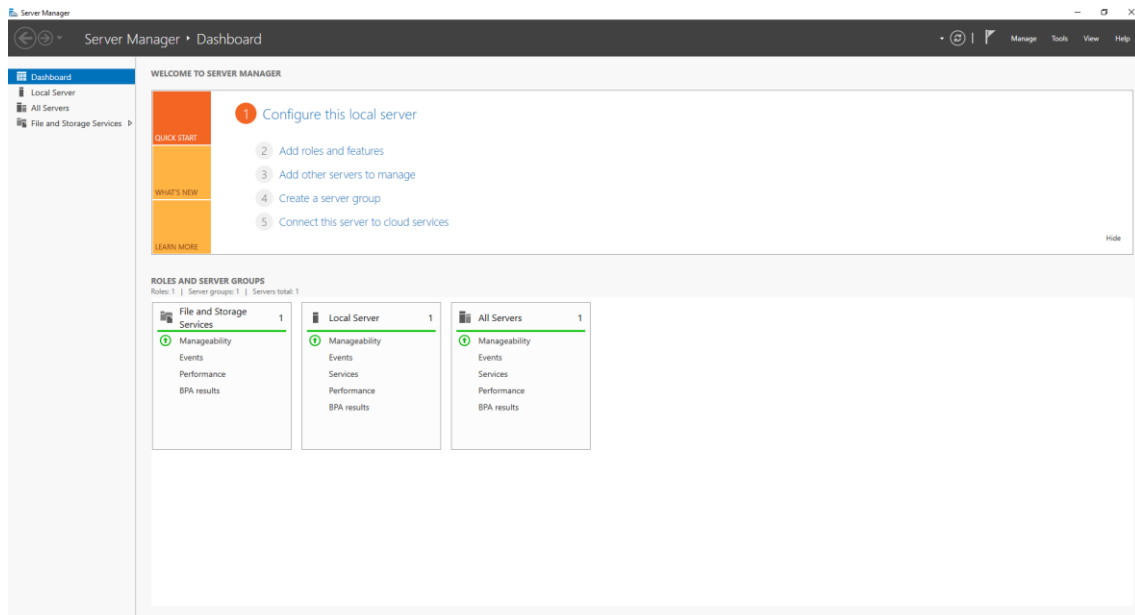 Server Manager
Server Manager • Dashboard
Manage Tools View Help
Dashboard
Local Server
All Servers
File and Storage Services
WELCOME TO SERVER MANAGER
QUICK START
WHAT'S NEW
LEARN MORE
1 Configure this local server
2 Add roles and features
3 Add other servers to manage
4 Create a server group
5 Connect this server to cloud services
Hide
ROLES AND SERVER GROUPS
Roles: 1 | Server groups: 1 | Servers total: 1
File and Storage
Services 1
Manageability
Events
Performance
BPA results
Local Server 1
Manageability
Events
Services
Performance
BPA results
All Servers 1
Manageability
Events
Services
Performance
BPA results